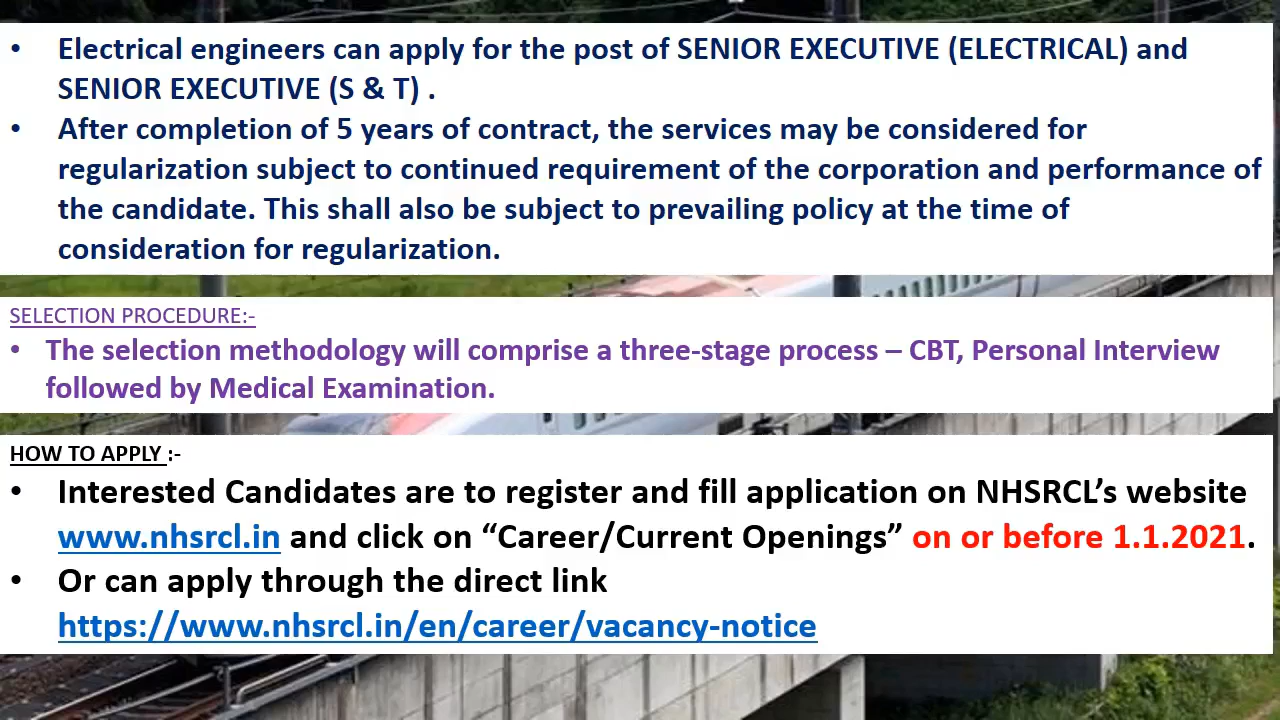 • Electrical engineers can apply for the post of SENIOR EXECUTIVE (ELECTRICAL) and
SENIOR EXECUTIVE (S & T) .
• After completion of 5 years of contract, the services may be considered for
regularization subject to continued requirement of the corporation and performance of
the candidate. This shall also be subject to prevailing policy at the time of
consideration for regularization.
SELECTION PROCEDURE:-
• The selection methodology will comprise a three-stage process – CBT, Personal Interview
followed by Medical Examination.
HOW TO APPLY :-
• Interested Candidates are to register and fill application on NHSRCL’s website
www.nhsrcl.in and click on “Career/Current Openings” on or before 1.1.2021.
• Or can apply through the direct link
https://www.nhsrcl.in/en/career/vacancy-notice